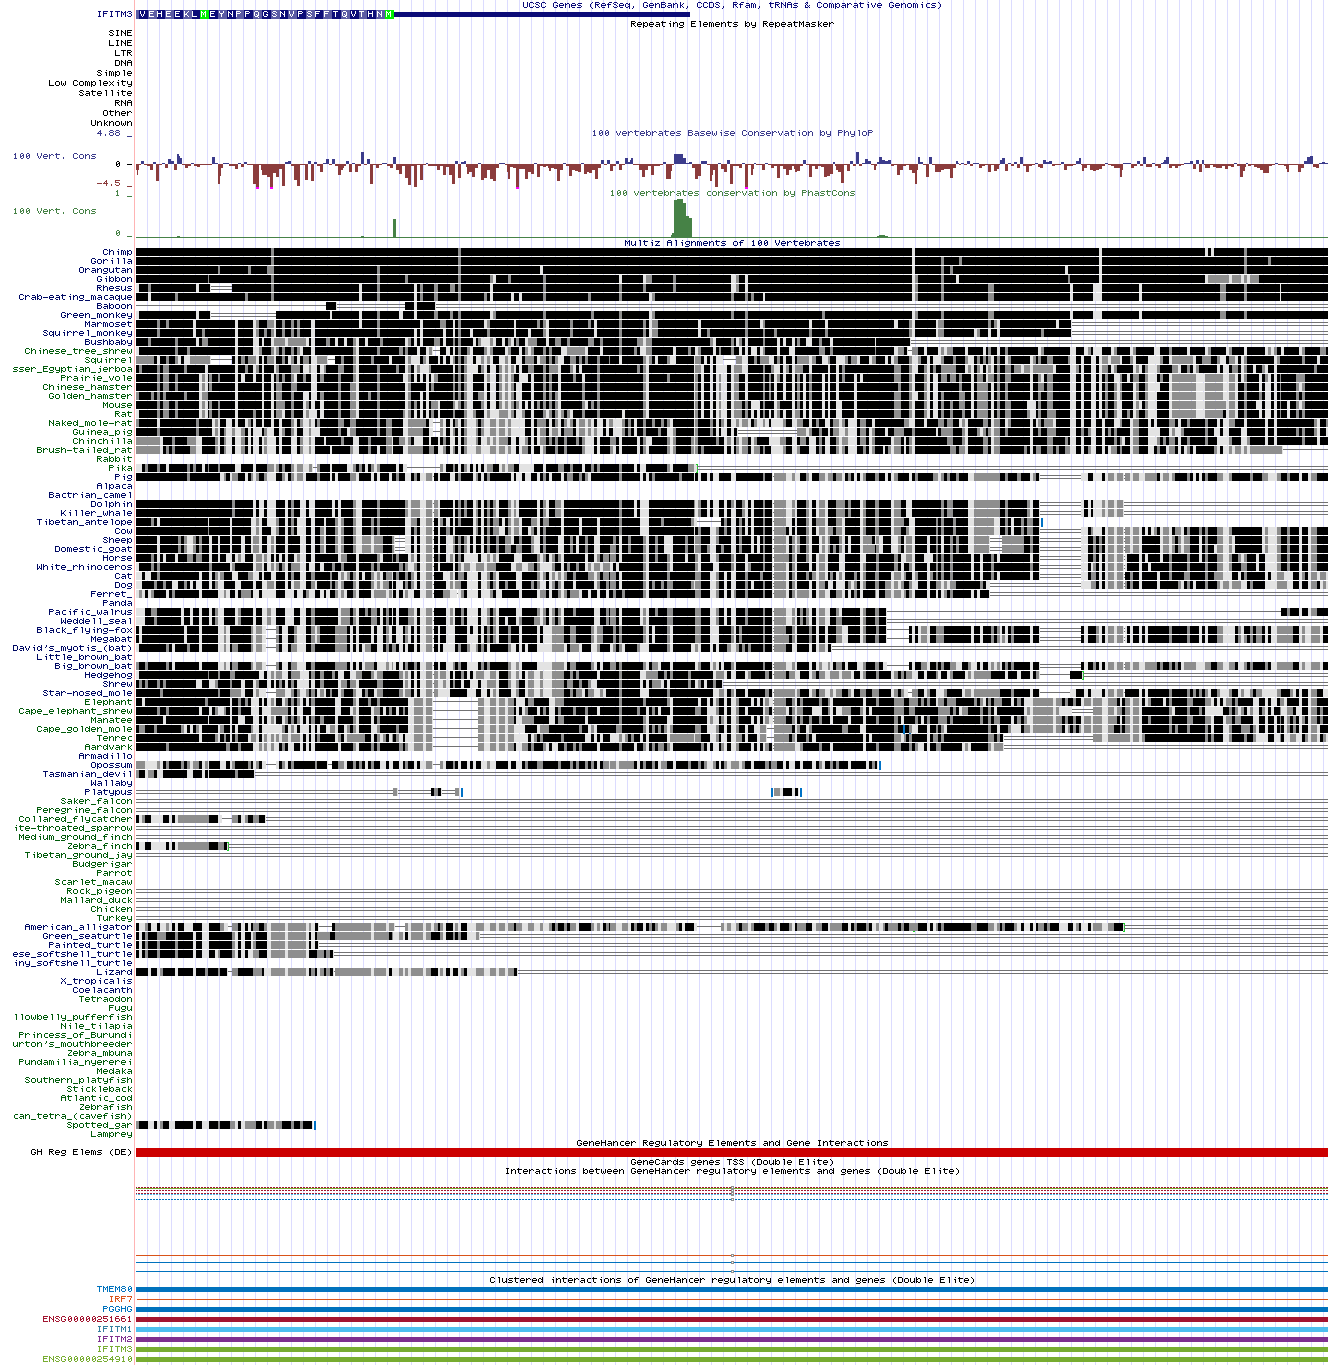 UCSC Genes (RefSeq, GenBank, CCDS, Rfam, tRNAs & Comparative Genomics)
IFITM3 VEHEEKLMEYNPPQGSNVPSFFTQVTHNM
Repeating Elements by RepeatMasker
SINE
LINE
LTR
DNA
Simple
Low Complexity
Satellite
RNA
Other
Unknown
4.88 _
100 vertebrates Basewise Conservation by PhyloP
100 Vert. Cons
0 _
-4.5 _
100 vertebrates conservation by PhastCons
1 _
100 Vert. Cons
0 _
Multiz Alignments of 100 Vertebrates
Chimp
Gorilla
Orangutan
Gibbon
Rhesus
Crab-eating_macaque
Baboon
Green_monkey
Marmoset
Squirrel_monkey
Bushbaby
Chinese_tree_shrew
Squirrel
sser_Egyptian_jerboa
Prairie_vole
Chinese_hamster
Golden_hamster
Mouse
Rat
Naked_mole-rat
Guinea_pig
Chinchilla
Brush-tailed_rat
Rabbit
Pika
Pig
Alpaca
Bactrian_camel
Dolphin
Killer_whale
Tibetan_antelope
Cow
Sheep
Domestic_goat
Horse
White_rhinoceros
Cat
Dog
Ferret_
Panda
Pacific_walrus
Weddell_seal
Black_flying-fox
Megabat
David's_myotis_(bat)
Little_brown_bat
Big_brown_bat
Hedgehog
Shrew
Star-nosed_mole
Elephant
Cape_elephant_shrew
Manatee
Cape_golden_mole
Tenrec
Aardvark
Armadillo
Opossum
Tasmanian_devil
Wallaby
Platypus
Saker_falcon
Peregrine_falcon
Collared_flycatcher
ite-throated_sparrow
Medium_ground_finch
Zebra_finch
Tibetan_ground_jay
Budgerigar
Parrot
Scarlet_macaw
Rock_pigeon
Mallard_duck
Chicken
Turkey
American_alligator
Green_seaturtle
Painted_turtle
ese_softshell_turtle
iny_softshell_turtle
Lizard
X_tropicalis
Coelacanth
Tetraodon
Fugu
llowbelly_pufferfish
Nile_tilapia
Princess_of_Burundi
urton's_mouthbreeder
Zebra_mbuna
Pundamilia_nyererei
Medaka
Southern_platyfish
Stickleback
Atlantic_cod
Zebrafish
can_tetra_(cavefish)
Spotted_gar
Lamprey
GeneHancer Regulatory Elements and Gene Interactions
GH Reg Elems (DE)
GeneCards genes TSS (Double Elite)
Interactions between GeneHancer regulatory elements and genes (Double Elite)
Clustered interactions of GeneHancer regulatory elements and genes (Double Elite)
TMEM80
IRF7
PGGHG
ENSG00000251661
IFITM1
IFITM2
IFITM3
ENSG00000254910